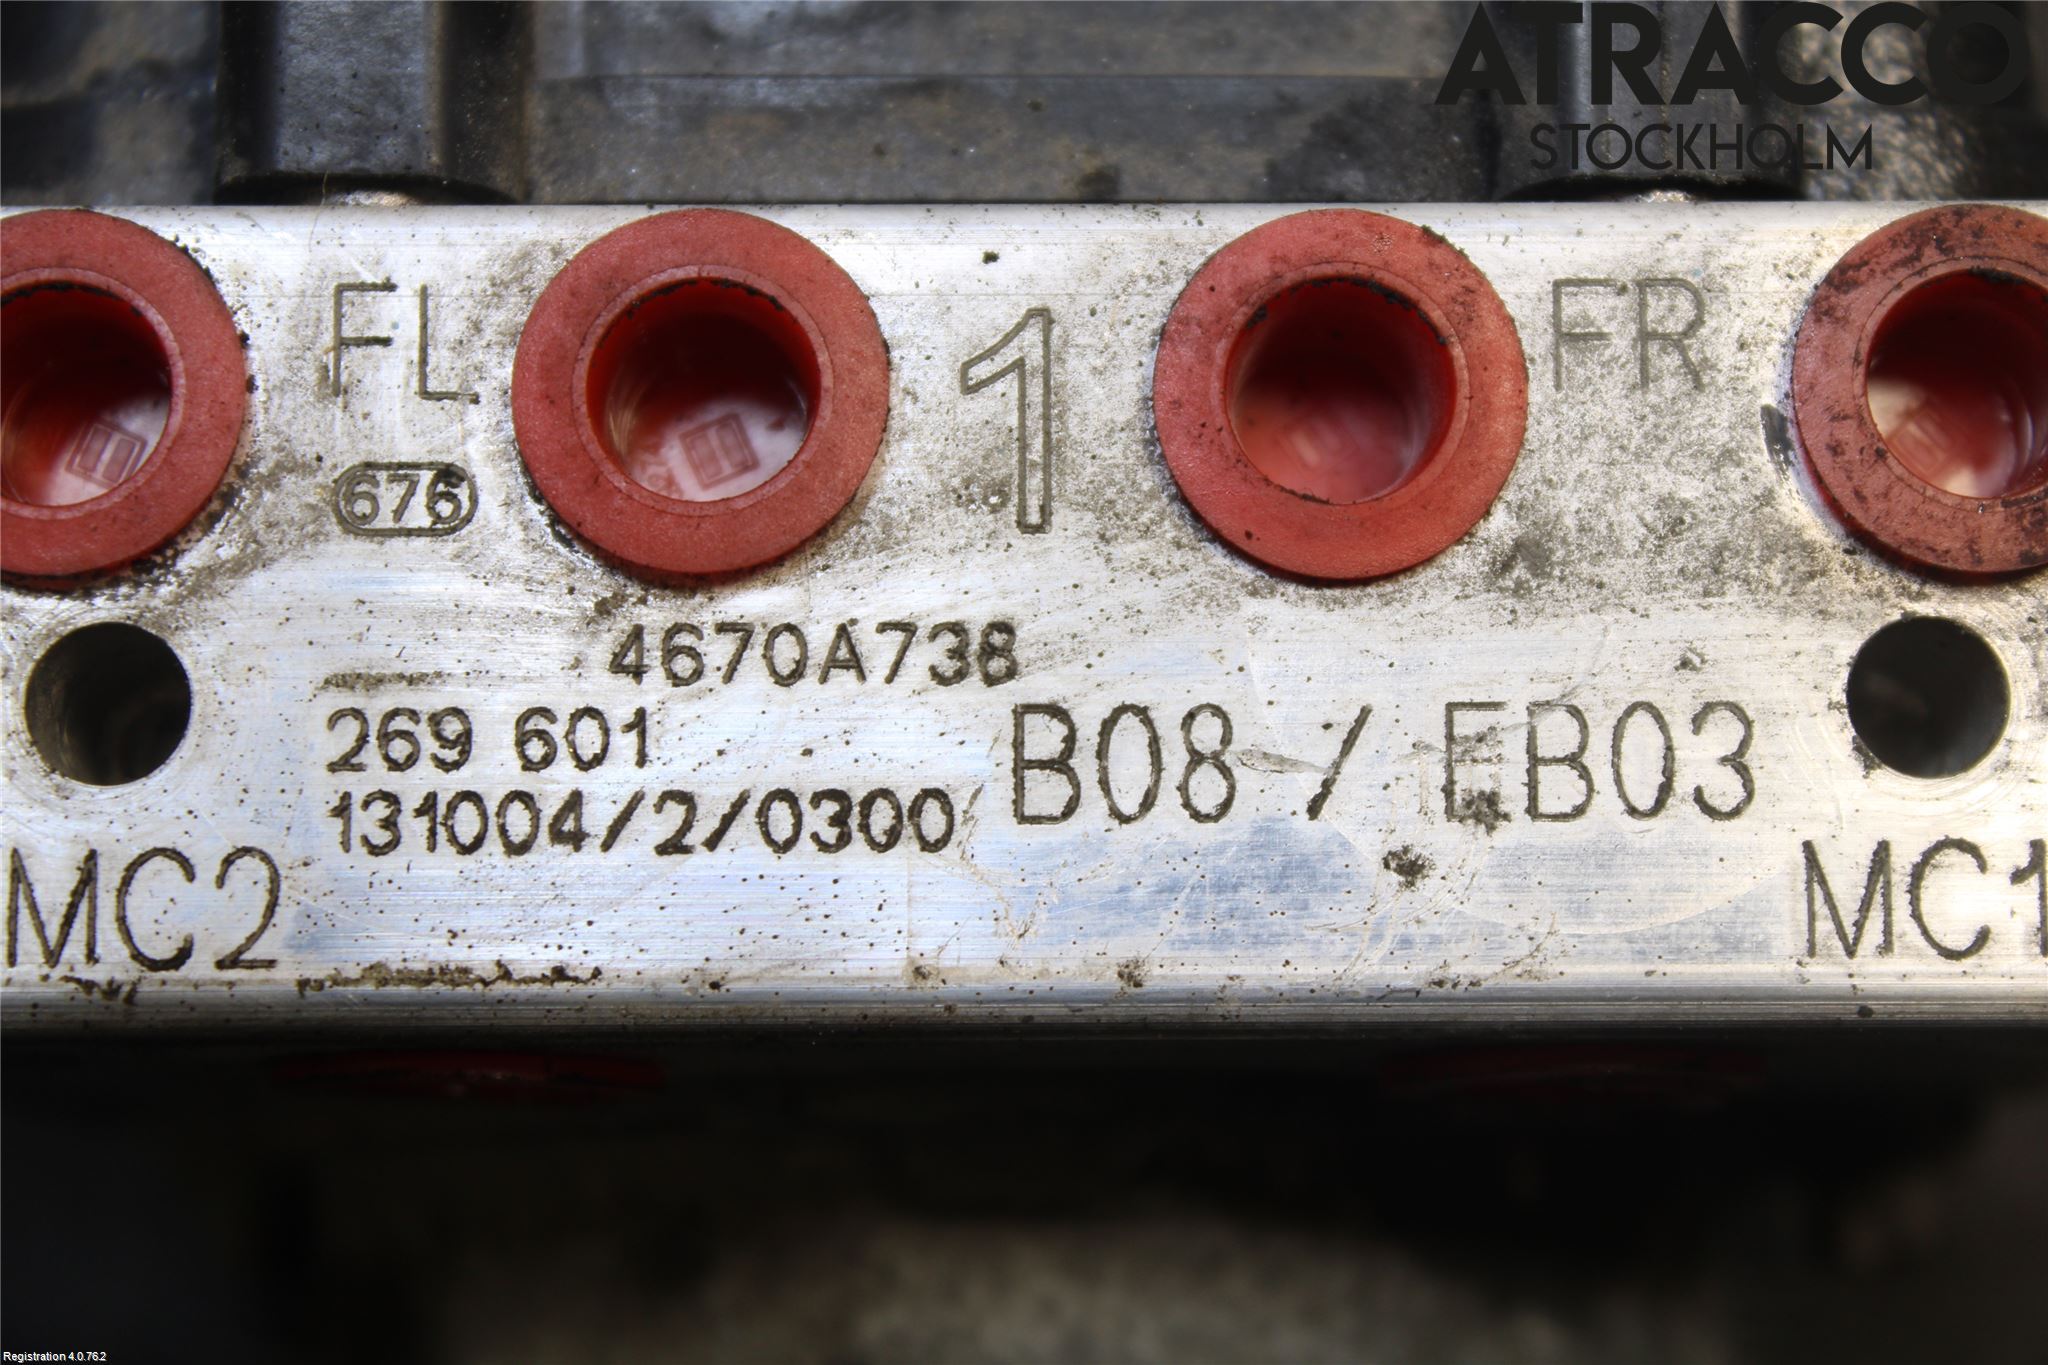 ATRACCO
STOCKHOLM
FL
1
FR
676
4670A738
269 601
B08 / EB03
131004/2/0300
MC2
MC1
Registration 4.0.76.2